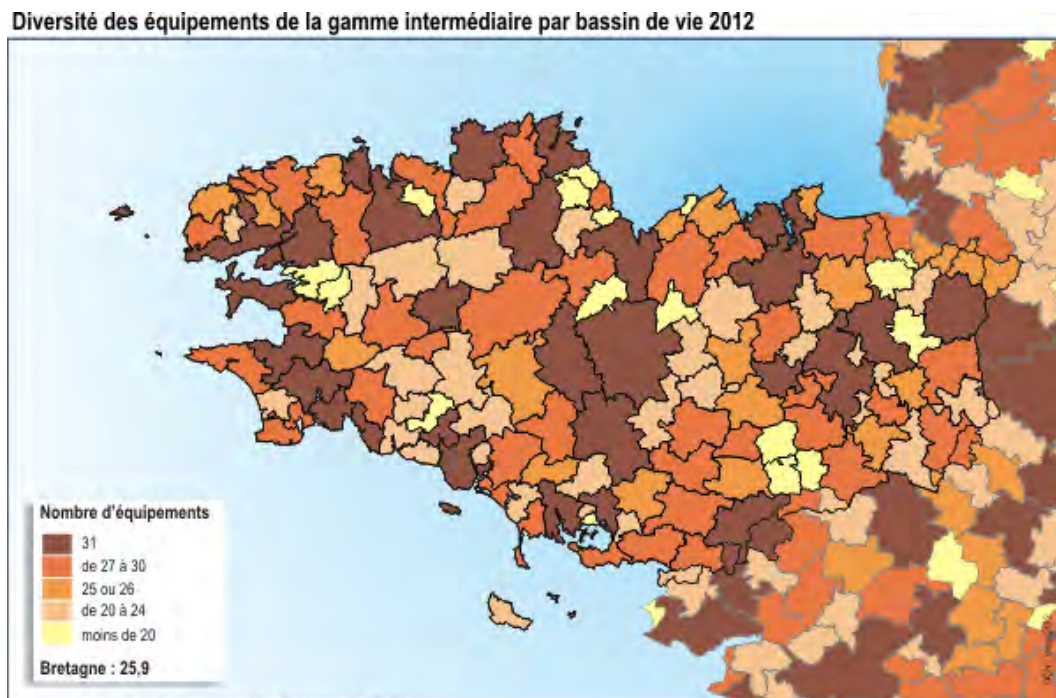 Diversité des équipements de la gamme intermédiaire par bassin de vie 2012
Nombre d'équipements
31
de 27 à 30
25 ou 26
de 20 à 24
moins de 20
Bretagne : 25,9